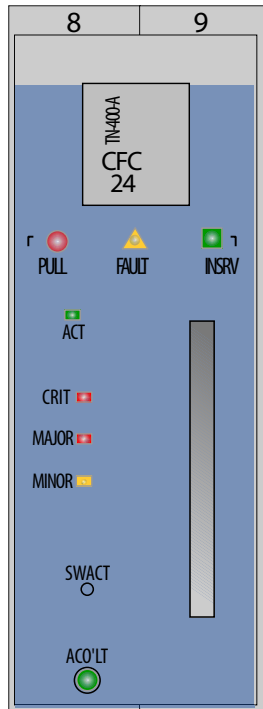 8 9
TN-400-A
CFC
24
PULL FAULT INSRV
ACT
CRIT
MAJOR
MINOR
SWACT
ACO'LT